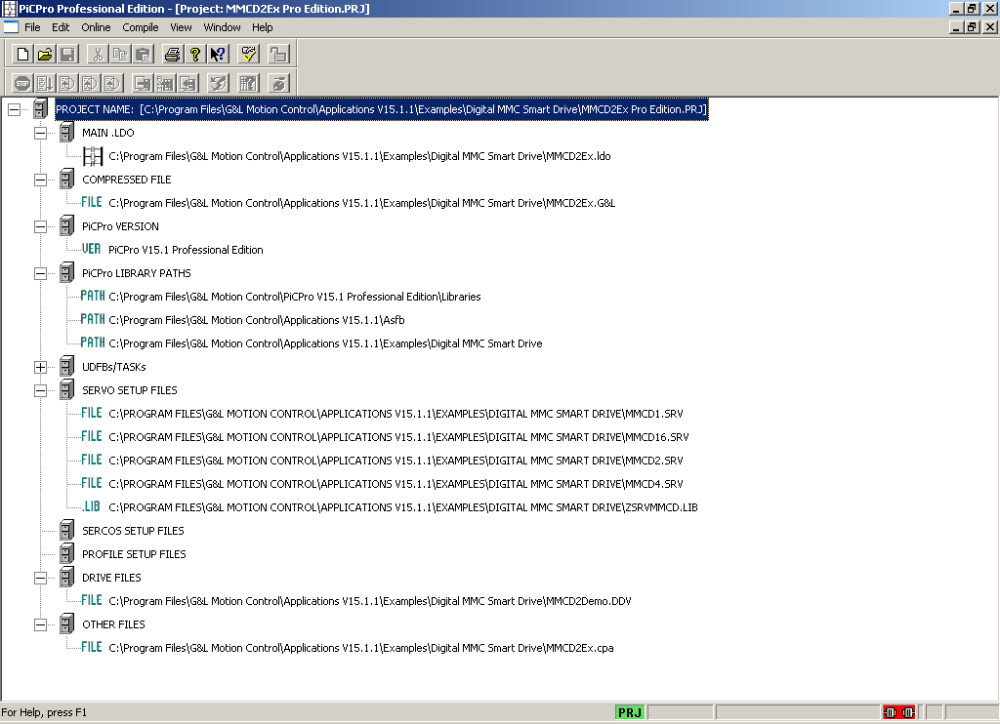 PiCPro Professional Edition - [Project: MMCD2Ex Pro Edition.PRJ]
File Edit Online Compile View Window Help
STOP
PROJECT NAME: [C:\Program Files\G&L Motion Control\Applications V15.1.1\Examples\Digital MMC Smart Drive\MMCD2Ex Pro Edition.PRJ]
MAIN .LDO
C:\Program Files\G&L Motion Control\Applications V15.1.1\Examples\Digital MMC Smart Drive\MMCD2Ex.ldo
COMPRESSED FILE
FILE C:\Program Files\G&L Motion Control\Applications V15.1.1\Examples\Digital MMC Smart Drive\MMCD2Ex.G&L
PiCPro VERSION
VER PiCPro V15.1 Professional Edition
PiCPro LIBRARY PATHS
PATH C:\Program Files\G&L Motion Control\PiCPro V15.1 Professional Edition\Libraries
PATH C:\Program Files\G&L Motion Control\Applications V15.1.1\Asfb
PATH C:\Program Files\G&L Motion Control\Applications V15.1.1\Examples\Digital MMC Smart Drive
UDFBs/TASKs
SERVO SETUP FILES
FILE C:\PROGRAM FILES\G&L MOTION CONTROL\APPLICATIONS V15.1.1\EXAMPLES\DIGITAL MMC SMART DRIVE\MMCD1.SRV
FILE C:\PROGRAM FILES\G&L MOTION CONTROL\APPLICATIONS V15.1.1\EXAMPLES\DIGITAL MMC SMART DRIVE\MMCD16.SRV
FILE C:\PROGRAM FILES\G&L MOTION CONTROL\APPLICATIONS V15.1.1\EXAMPLES\DIGITAL MMC SMART DRIVE\MMCD2.SRV
FILE C:\PROGRAM FILES\G&L MOTION CONTROL\APPLICATIONS V15.1.1\EXAMPLES\DIGITAL MMC SMART DRIVE\MMCD4.SRV
.LIB C:\PROGRAM FILES\G&L MOTION CONTROL\APPLICATIONS V15.1.1\EXAMPLES\DIGITAL MMC SMART DRIVE\ZSRVMMCD.LIB
SERCOS SETUP FILES
PROFILE SETUP FILES
DRIVE FILES
FILE C:\Program Files\G&L Motion Control\Applications V15.1.1\Examples\Digital MMC Smart Drive\MMCD2Demo.DDV
OTHER FILES
FILE C:\Program Files\G&L Motion Control\Applications V15.1.1\Examples\Digital MMC Smart Drive\MMCD2Ex.cpa
For Help, press F1
PRJ